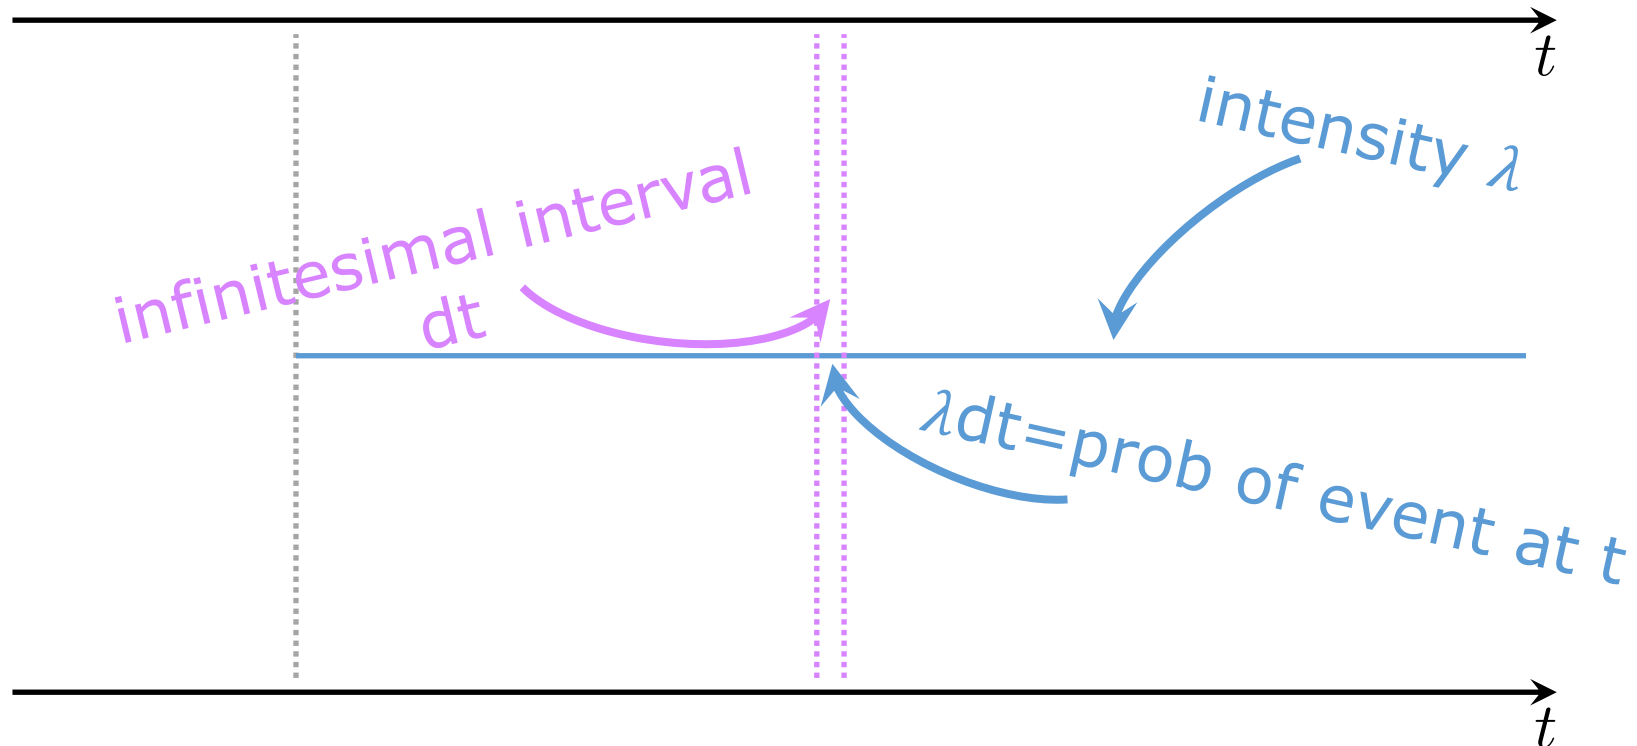 t
intensity λ
infinitesimal interval
dt
λdt=prob of event at t
t